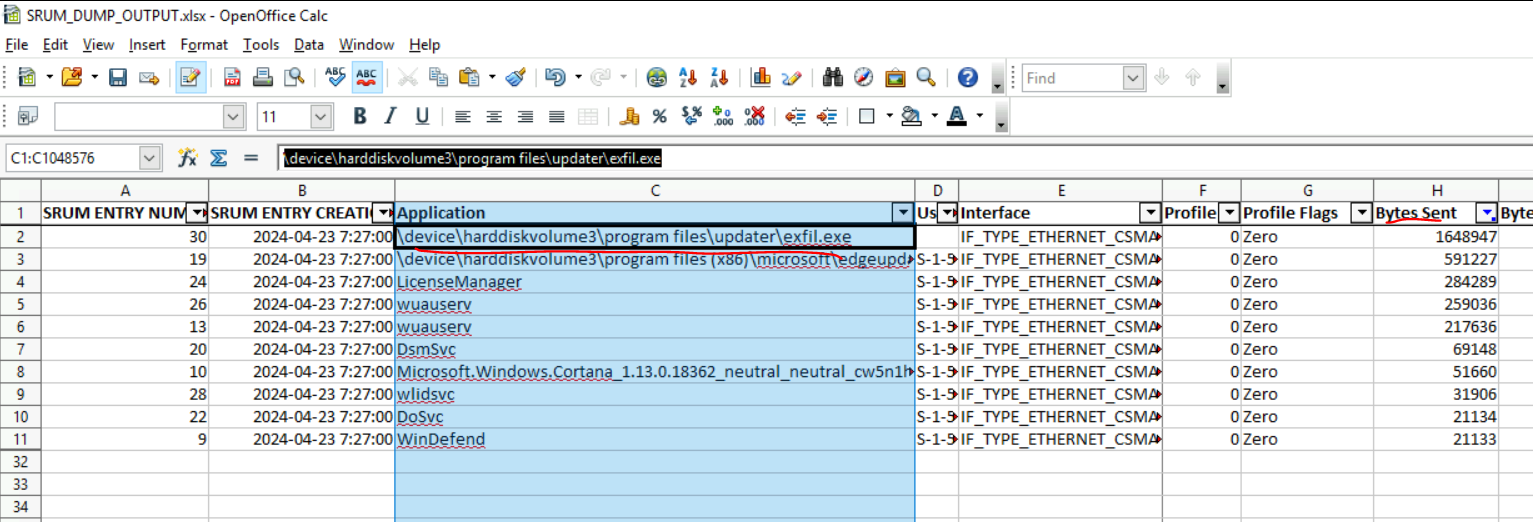 SRUM_DUMP_OUTPUT.xlsx - OpenOffice Calc
File Edit View Insert Format Tools Data Window Help
Find
11
C1:C1048576 \device\harddiskvolume3\program files\updater\exfil.exe
A B C D E F G H
1 SRUM ENTRY NUM SRUM ENTRY CREATI Application Us Interface Profile Profile Flags Bytes Sent Byte
2 30 2024-04-23 7:27:00 \device\harddiskvolume3\program files\updater\exfil.exe IF_TYPE_ETHERNET_CSMA 0 Zero 1648947
3 19 2024-04-23 7:27:00 \device\harddiskvolume3\program files (x86)\microsoft\edgeupd S-1-5 IF_TYPE_ETHERNET_CSMA 0 Zero 591227
4 24 2024-04-23 7:27:00 LicenseManager S-1-5 IF_TYPE_ETHERNET_CSMA 0 Zero 284289
5 26 2024-04-23 7:27:00 wuauserv S-1-5 IF_TYPE_ETHERNET_CSMA 0 Zero 259036
6 13 2024-04-23 7:27:00 wuauserv S-1-5 IF_TYPE_ETHERNET_CSMA 0 Zero 217636
7 20 2024-04-23 7:27:00 DsmSvc S-1-5 IF_TYPE_ETHERNET_CSMA 0 Zero 69148
8 10 2024-04-23 7:27:00 Microsoft.Windows.Cortana_1.13.0.18362_neutral_neutral_cw5n1h S-1-5 IF_TYPE_ETHERNET_CSMA 0 Zero 51660
9 28 2024-04-23 7:27:00 wlidsvc S-1-5 IF_TYPE_ETHERNET_CSMA 0 Zero 31906
10 22 2024-04-23 7:27:00 DoSvc S-1-5 IF_TYPE_ETHERNET_CSMA 0 Zero 21134
11 9 2024-04-23 7:27:00 WinDefend S-1-5 IF_TYPE_ETHERNET_CSMA 0 Zero 21133
32
33
34